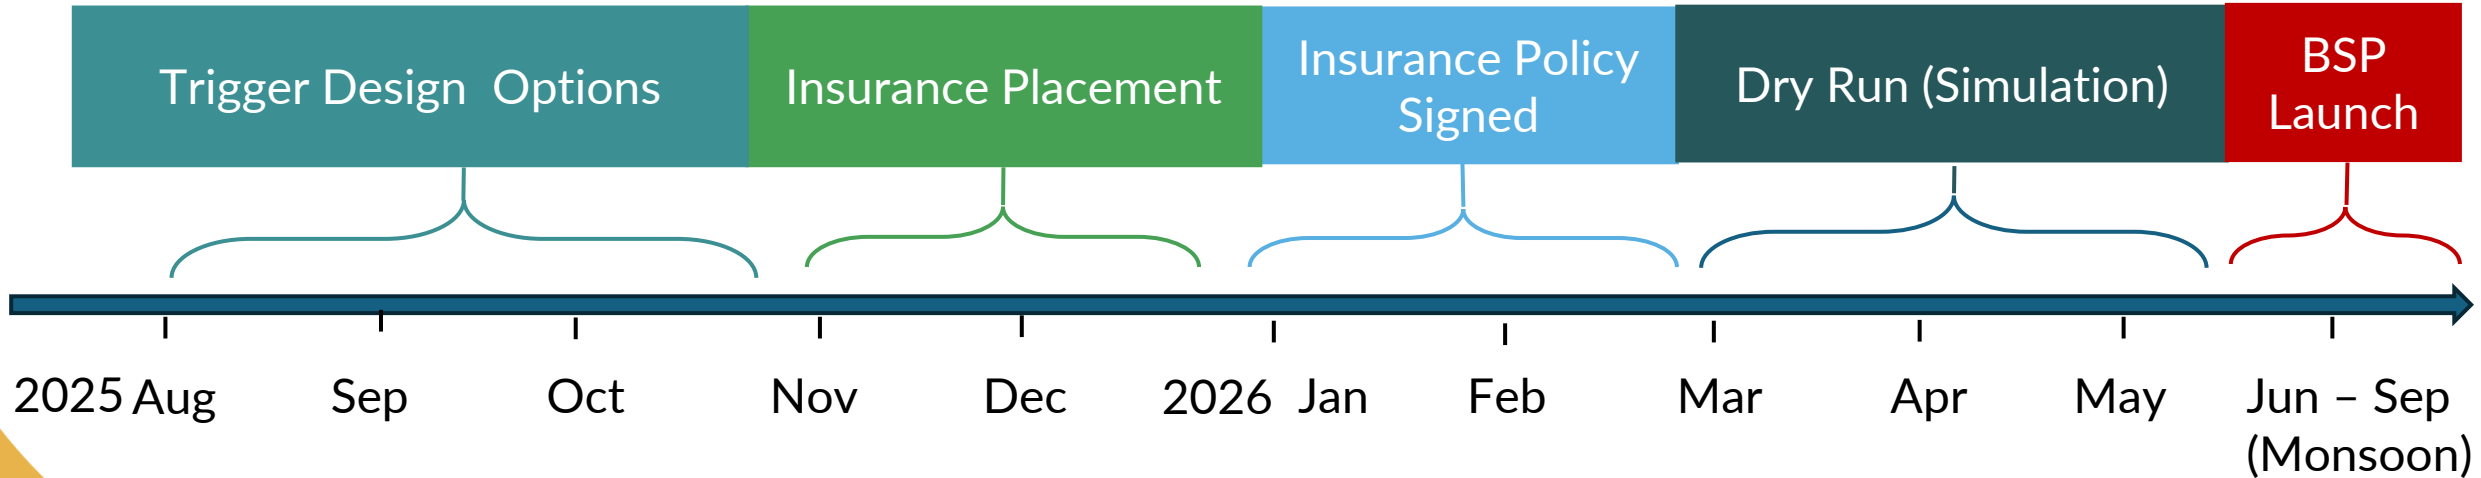 Trigger Design  Options
Insurance Placement
Insurance Policy
Signed
Dry Run (Simulation)
BSP
Launch
2025 Aug
Sep
Oct
Nov
Dec
2026 Jan
Feb
Mar
Apr
May
Jun – Sep
(Monsoon)